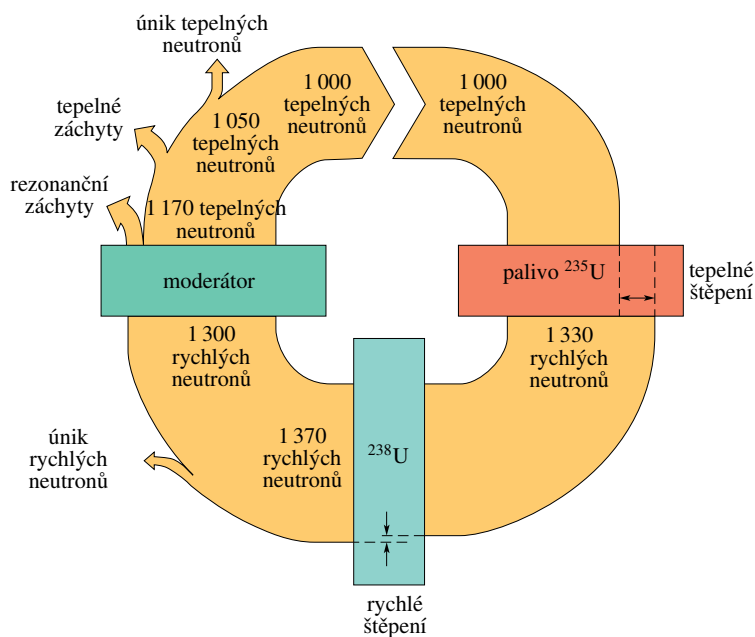 únik tepelných
neutronů
tepelné
záchyty
rezonanční
záchyty
1 000
tepelných
neutronů
1 000
tepelných
neutronů
1 050
tepelných
neutronů
1 170 tepelných
neutronů
moderátor
palivo ²³⁵U
tepelné
štěpení
1 300
rychlých
neutronů
1 330
rychlých
neutronů
únik
rychlých
neutronů
1 370
rychlých
neutronů
²³⁸U
rychlé
štěpení